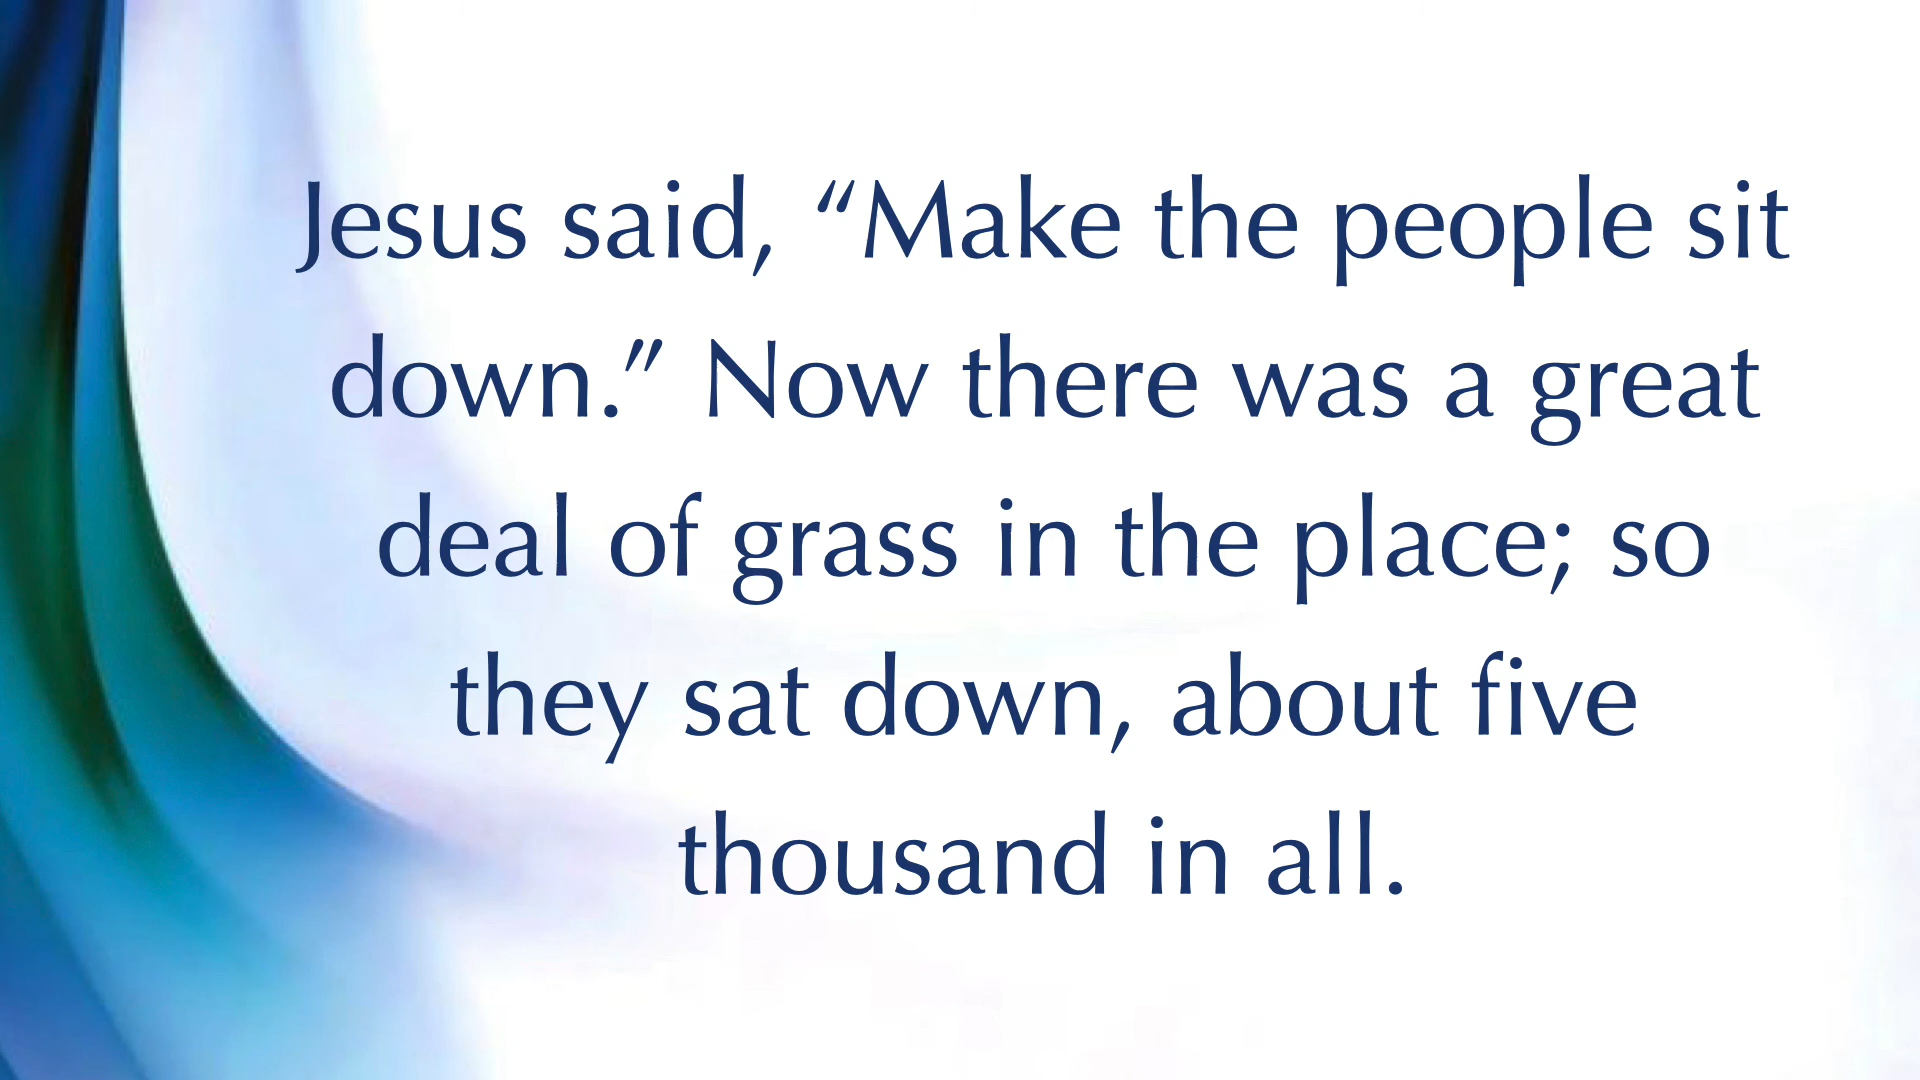 Jesus said, “Make the people sit
down.” Now there was a great
deal of grass in the place; so
they sat down, about five
thousand in all.